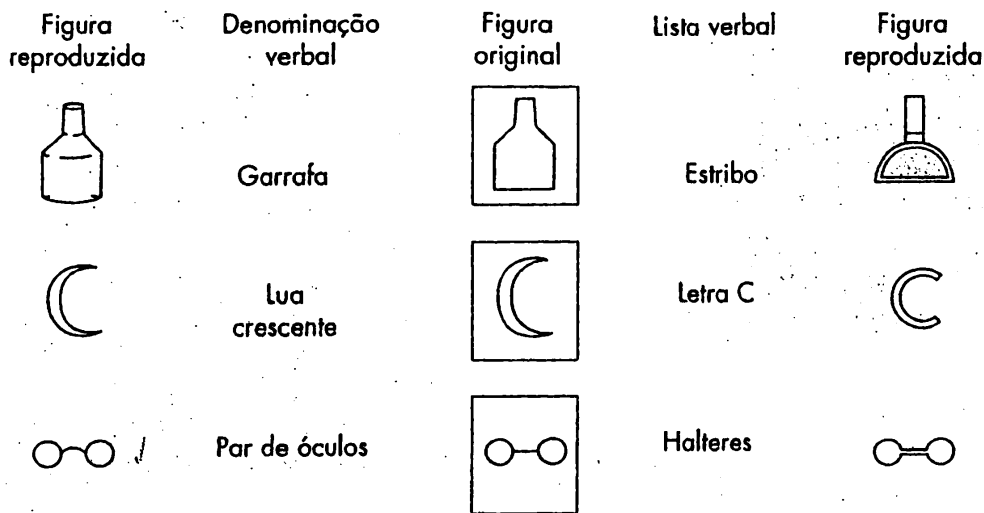 Figura
reproduzida
Denominação
verbal
Figura
original
Lista verbal
Figura
reproduzida
Garrafa
Estribo
Lua
crescente
Letra C
Par de óculos
Halteres